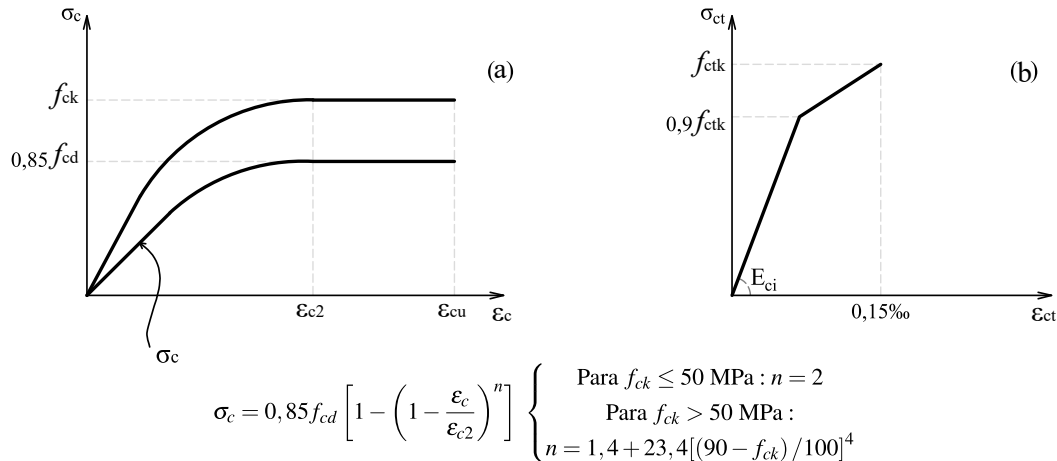 σc
fck
0,85fcd
σc
εc2
εcu
εc
(a)
σct
fctk
0,9fctk
Eci
0,15‰
εct
(b)
σc = 0,85fcd [1 − (1 − εc/εc2)^n] { Para fck ≤ 50 MPa : n = 2
Para fck > 50 MPa :
n = 1,4 + 23,4[(90 − fck)/100]^4